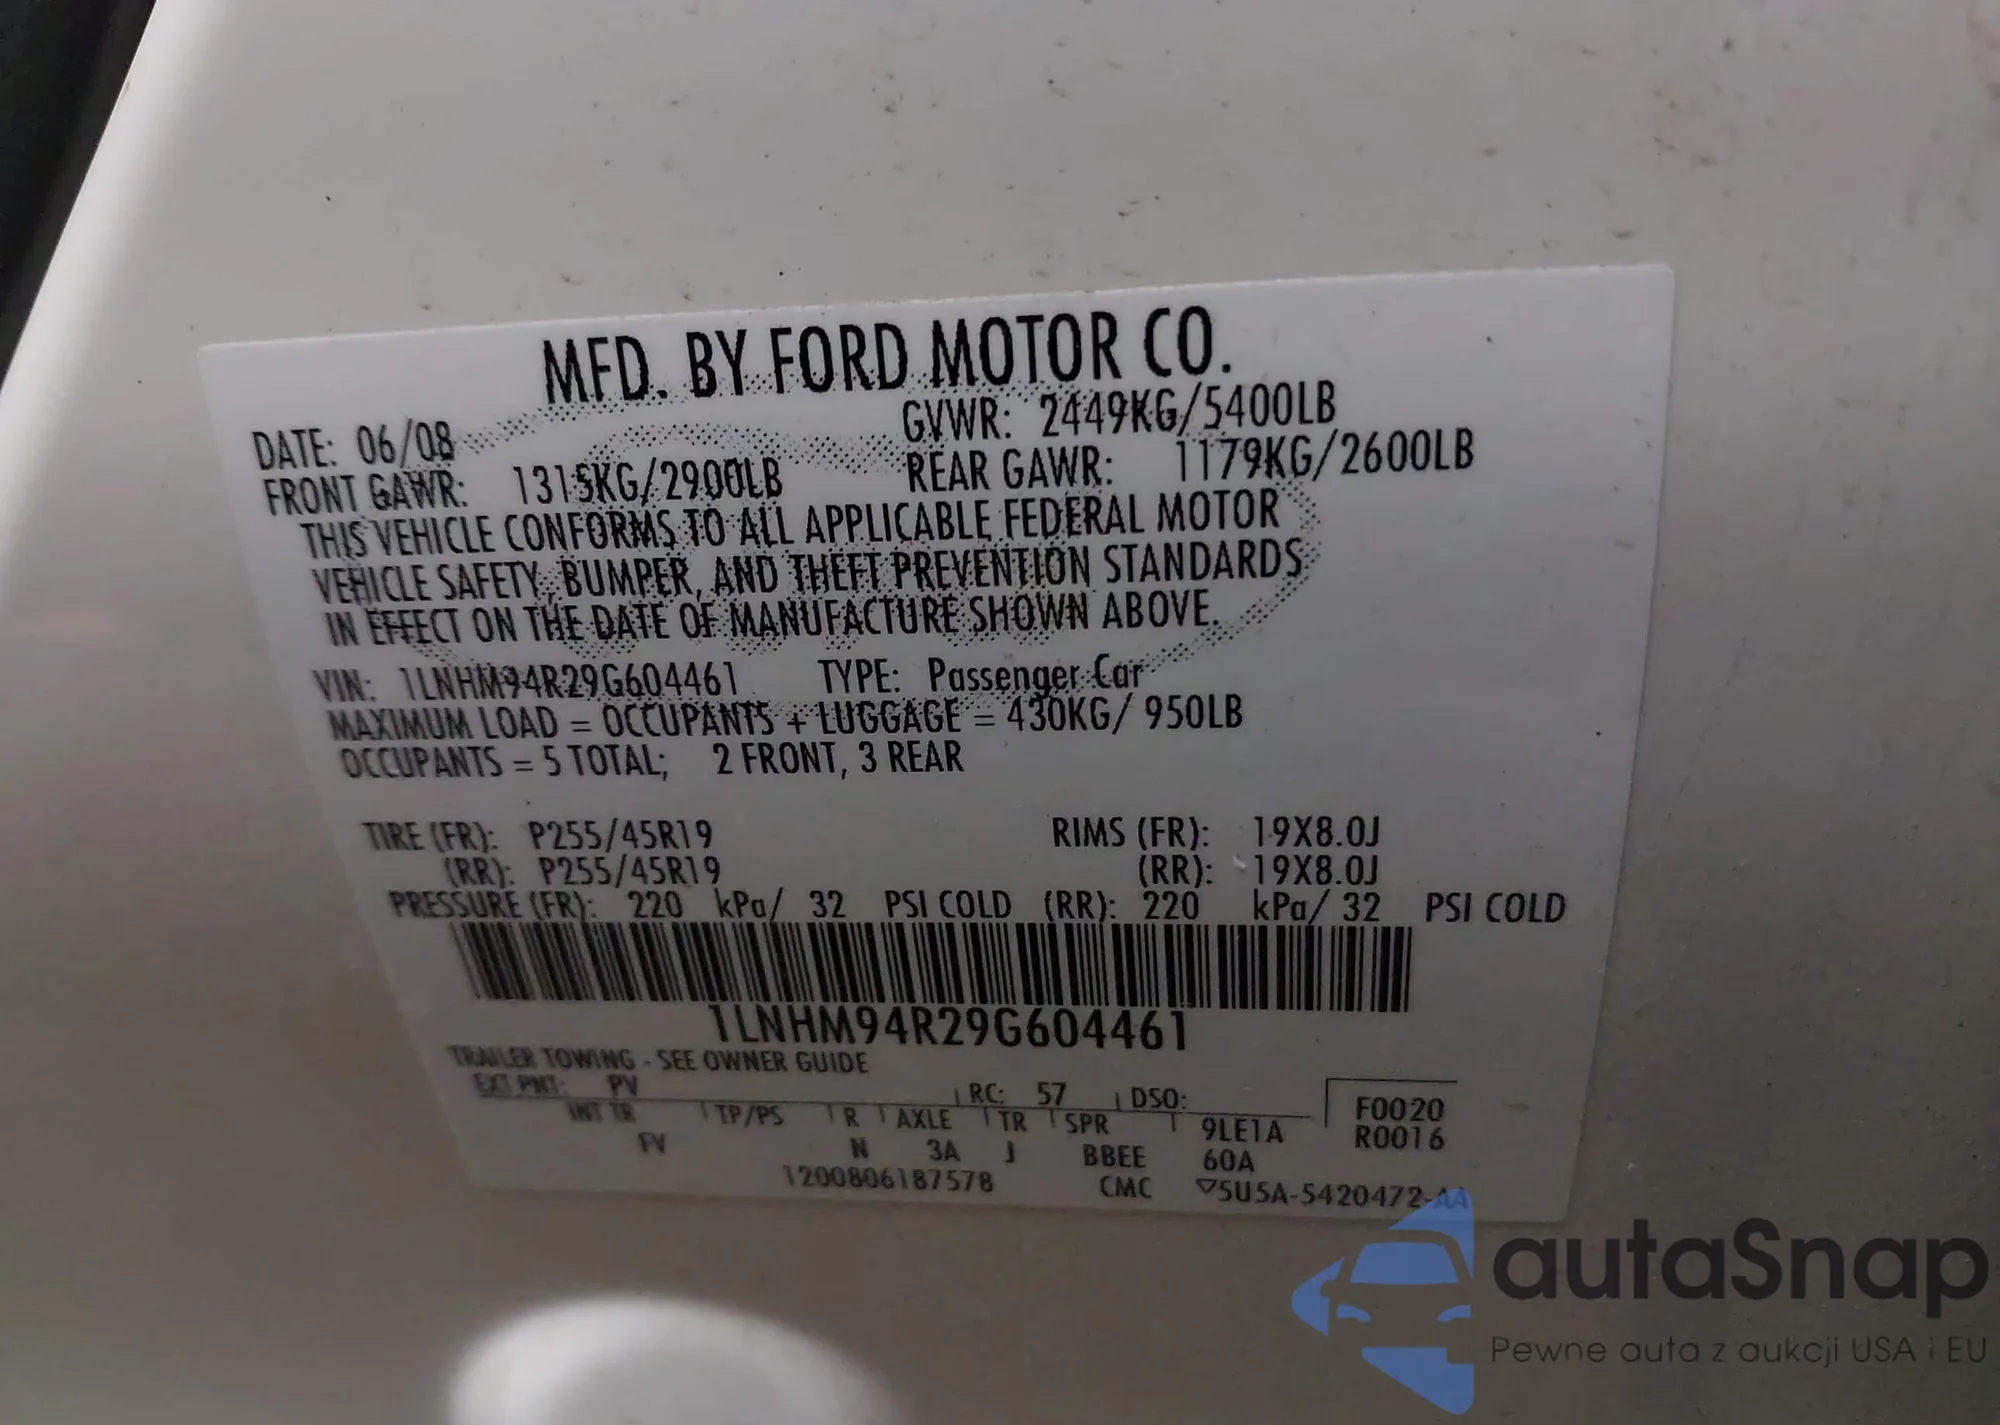 MFD. BY FORD MOTOR CO.
DATE: 06/08 GVWR: 2449KG/5400LB
FRONT GAWR: 1315KG/2900LB REAR GAWR: 1179KG/2600LB
THIS VEHICLE CONFORMS TO ALL APPLICABLE FEDERAL MOTOR
VEHICLE SAFETY, BUMPER, AND THEFT PREVENTION STANDARDS
IN EFFECT ON THE DATE OF MANUFACTURE SHOWN ABOVE.
VIN: 1LNHM94R29G604461 TYPE: Passenger Car
MAXIMUM LOAD = OCCUPANTS + LUGGAGE = 430KG/ 950LB
OCCUPANTS = 5 TOTAL; 2 FRONT, 3 REAR
TIRE (FR): P255/45R19 RIMS (FR): 19X8.0J
(RR): P255/45R19 (RR): 19X8.0J
PRESSURE (FR): 220 kPa/ 32 PSI COLD (RR): 220 kPa/ 32 PSI COLD
1LNHM94R29G604461
TRAILER TOWING - SEE OWNER GUIDE
EXT PNT: PV RC: 57 DSO: F0020
INT TR TP/PS R AXLE TR SPR 9LE1A R0016
FV N 3A J BBEE 60A
1200806187578 CMC ▽5U5A-5420472-AA
autaSnap
Pewne auta z aukcji USA i EU